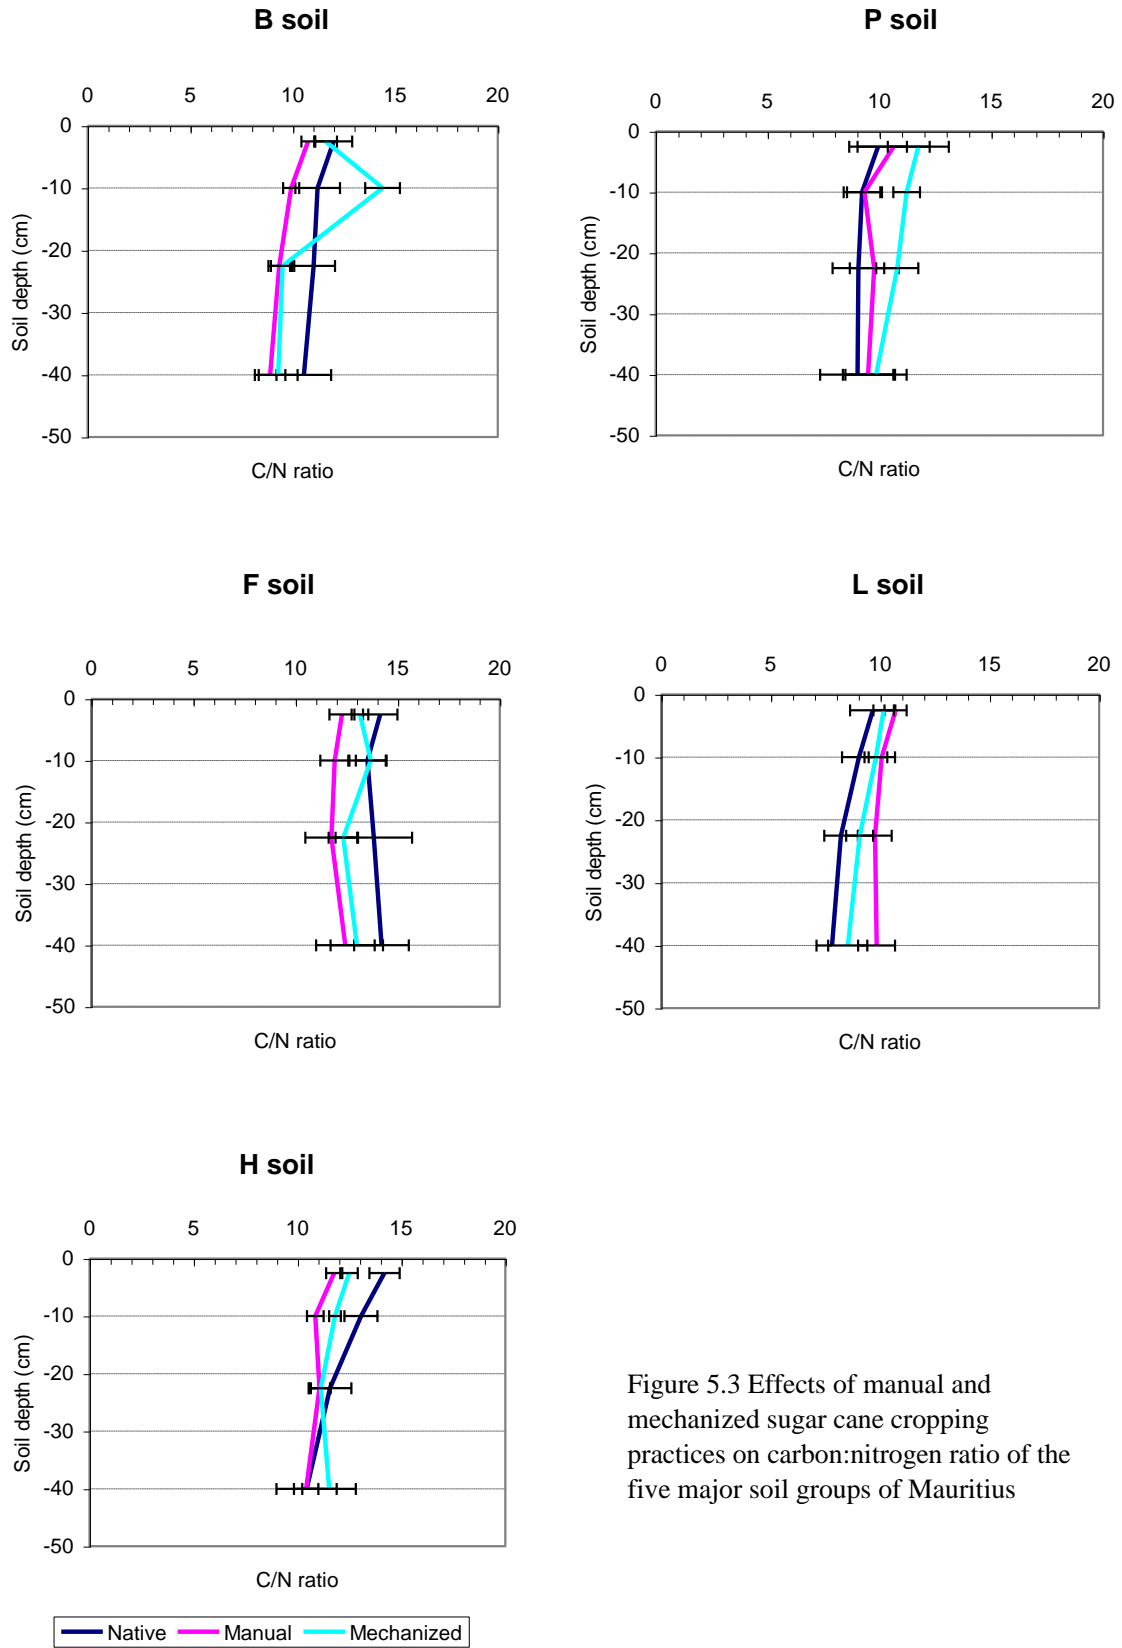 B soil
0 5 10 15 20
0
-10
-20
-30
-40
-50
Soil depth (cm)
C/N ratio
P soil
0 5 10 15 20
0
-10
-20
-30
-40
-50
Soil depth (cm)
C/N ratio
F soil
0 5 10 15 20
0
-10
-20
-30
-40
-50
Soil depth (cm)
C/N ratio
L soil
0 5 10 15 20
0
-10
-20
-30
-40
-50
Soil depth (cm)
C/N ratio
H soil
0 5 10 15 20
0
-10
-20
-30
-40
-50
Soil depth (cm)
C/N ratio
Native Manual Mechanized
Figure 5.3 Effects of manual and
mechanized sugar cane cropping
practices on carbon:nitrogen ratio of the
five major soil groups of Mauritius